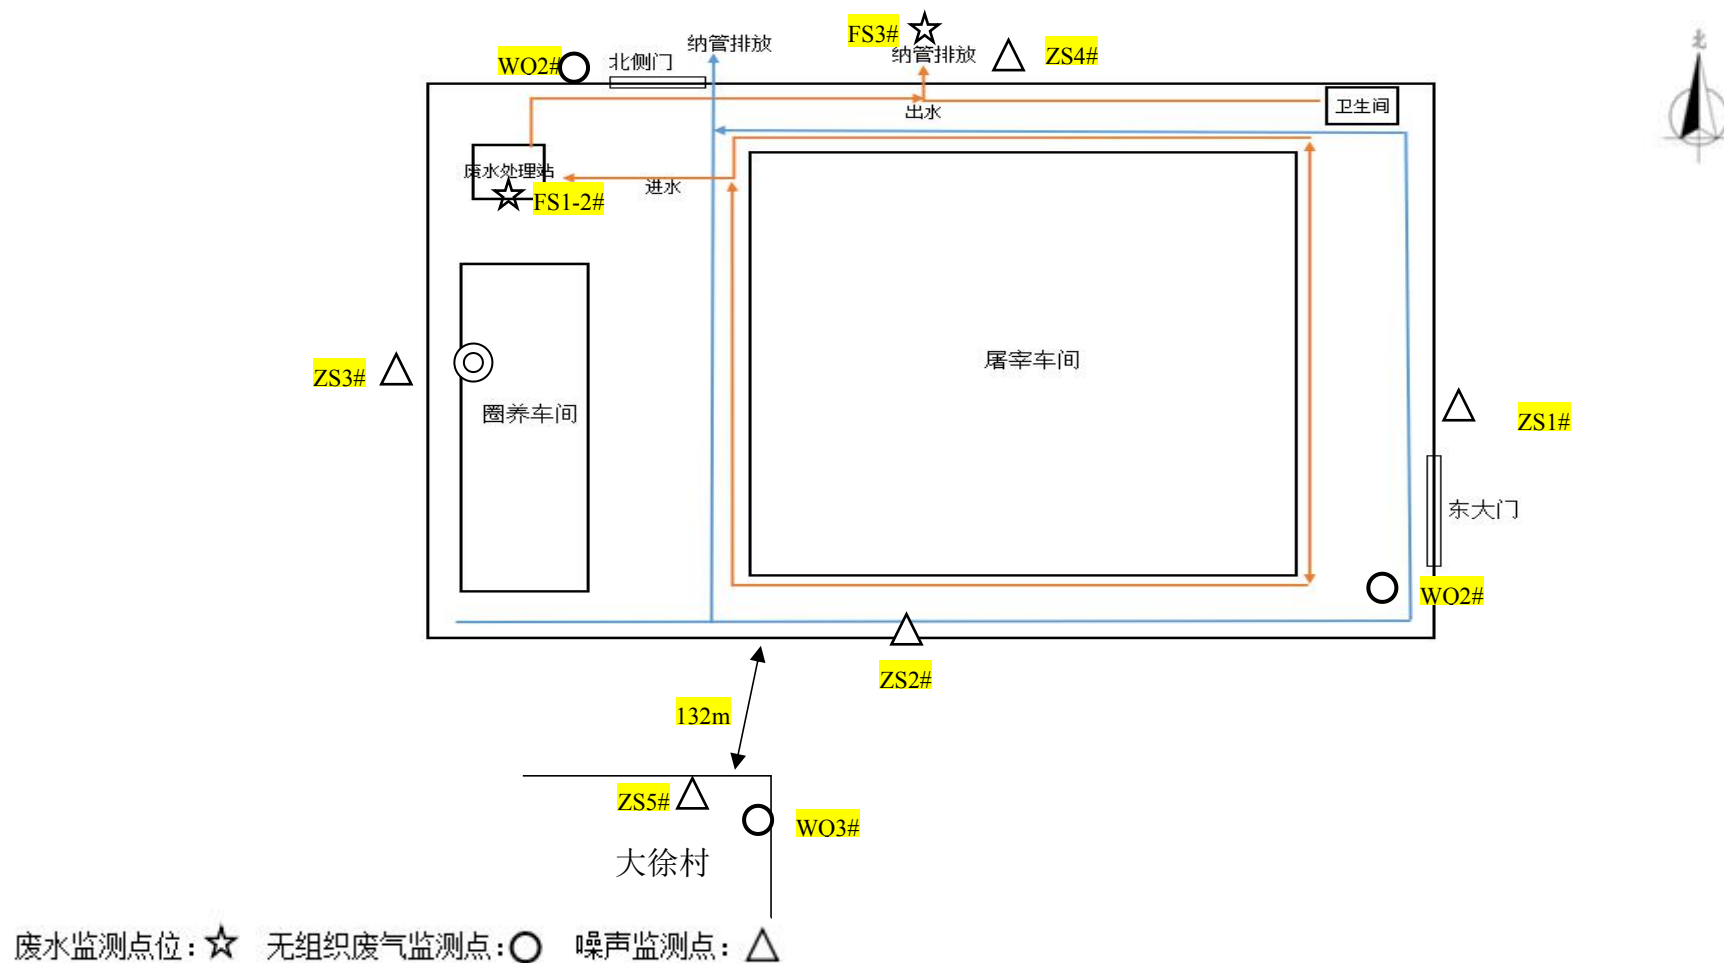 FS3#
纳管排放
ZS4#
北
WO2#
北侧门
纳管排放
出水
卫生间
废水处理站
进水
FS1-2#
屠宰车间
ZS3#
圈养车间
ZS1#
东大门
WO2#
ZS2#
132m
ZS5#
WO3#
大徐村
废水监测点位：☆ 无组织废气监测点：○ 噪声监测点：△